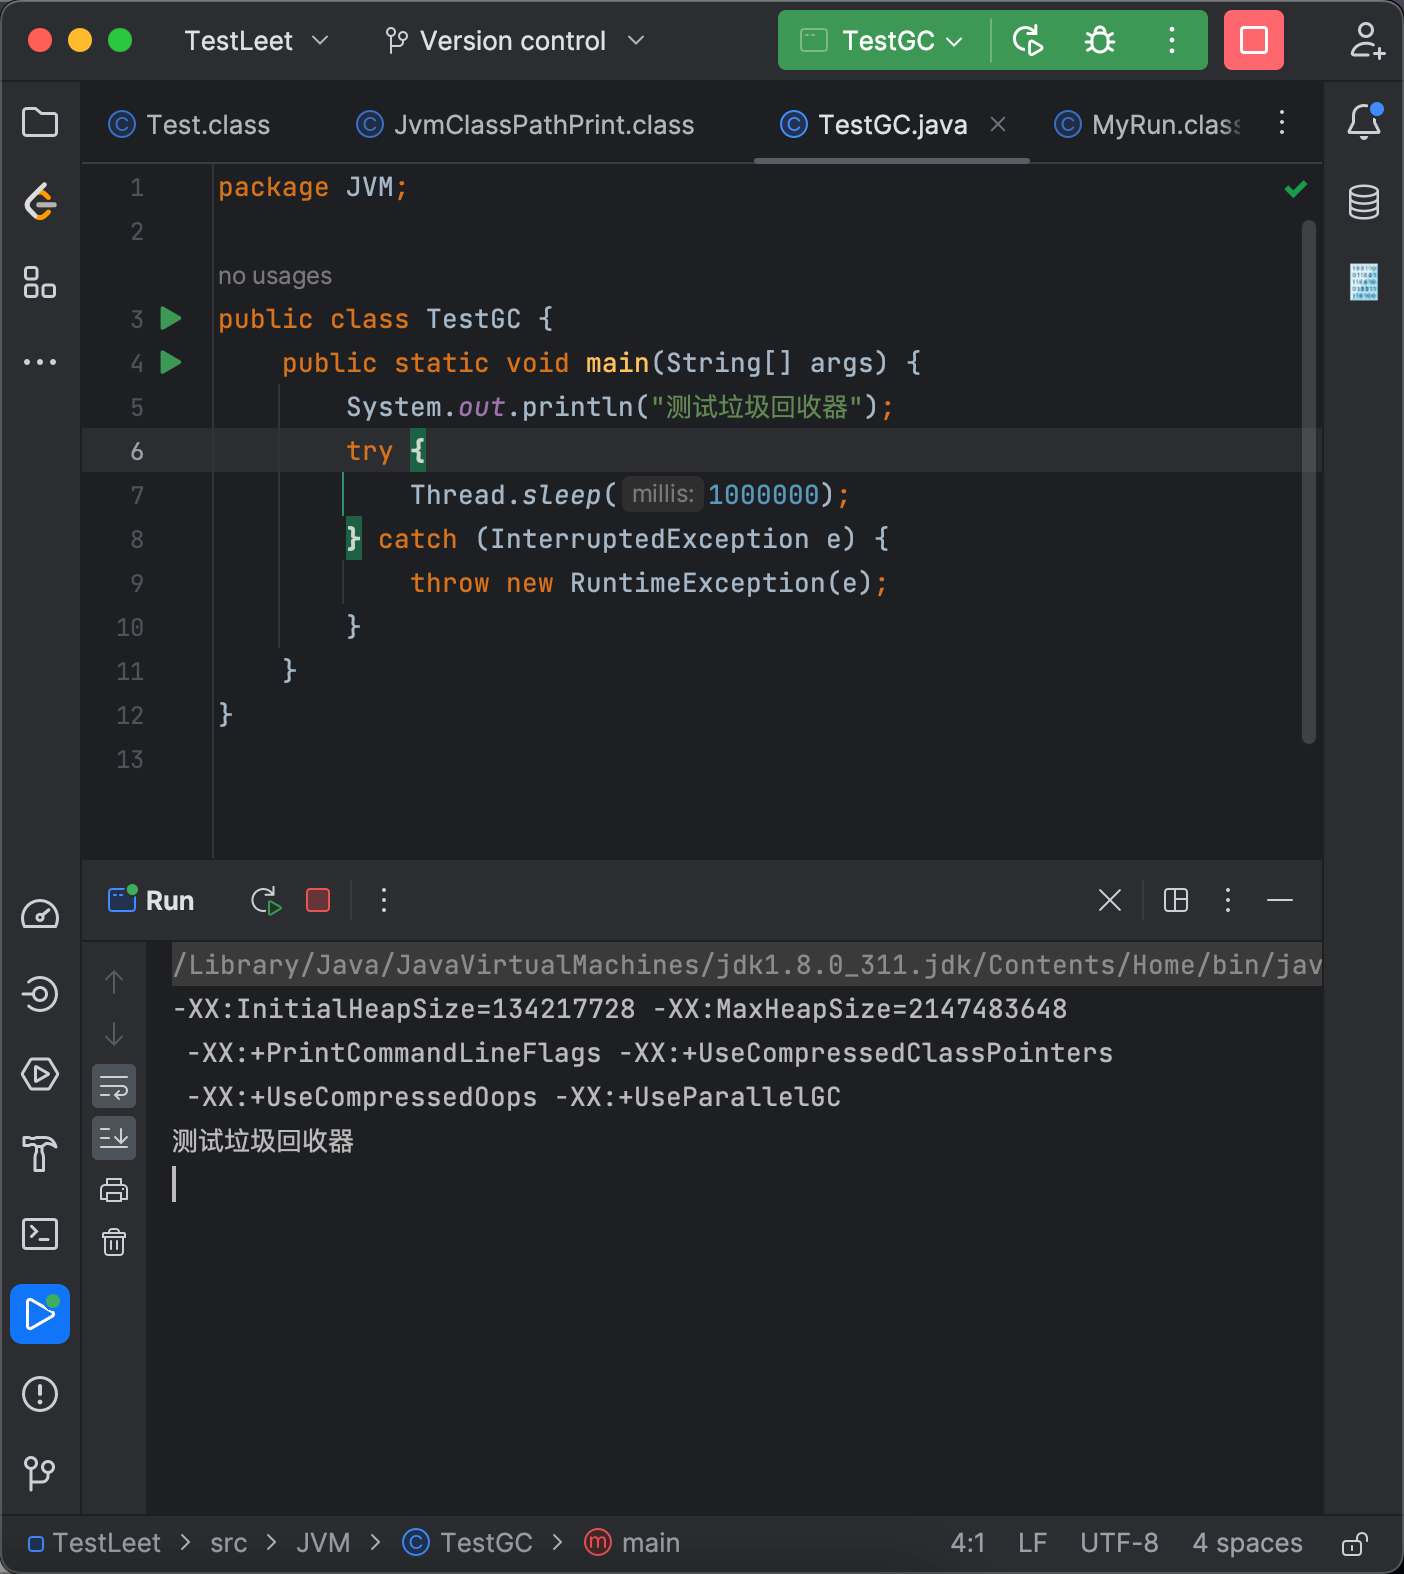 TestLeet
Version control
TestGC
Test.class
JvmClassPathPrint.class
TestGC.java
MyRun.class
1 package JVM;
2
no usages
3 public class TestGC {
4 public static void main(String[] args) {
5 System.out.println("测试垃圾回收器");
6 try {
7 Thread.sleep( millis: 1000000);
8 } catch (InterruptedException e) {
9 throw new RuntimeException(e);
10 }
11 }
12 }
13
Run
/Library/Java/JavaVirtualMachines/jdk1.8.0_311.jdk/Contents/Home/bin/jav
-XX:InitialHeapSize=134217728 -XX:MaxHeapSize=2147483648
-XX:+PrintCommandLineFlags -XX:+UseCompressedClassPointers
-XX:+UseCompressedOops -XX:+UseParallelGC
测试垃圾回收器
TestLeet > src > JVM > TestGC > main
4:1 LF UTF-8 4 spaces